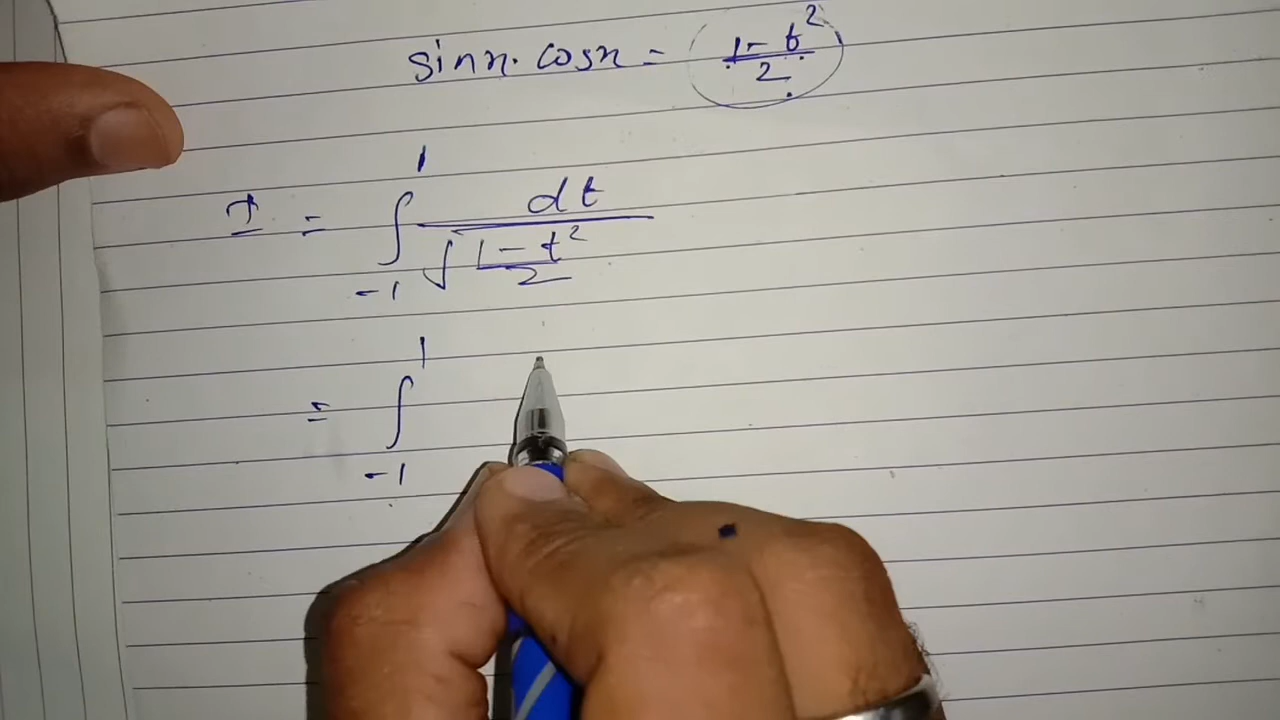 sinx. cosx = 1-t²/2
I = ∫₋₁¹ dt/√(1-t²/2)
= ∫₋₁¹